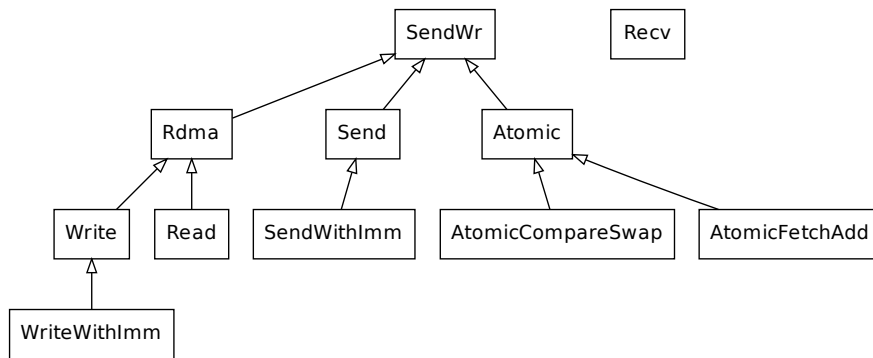 SendWr
Recv
Rdma
Send
Atomic
Write
Read
SendWithImm
AtomicCompareSwap
AtomicFetchAdd
WriteWithImm